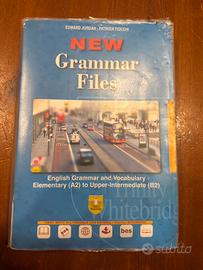 EDWARD JORDAN - PATRIZIA FIOCCHI
NEW
Grammar
Files
English Grammar and Vocabulary
Elementary (A2) to Upper-Intermediate (B2)
Trinity
Whitebridge
bes
subito